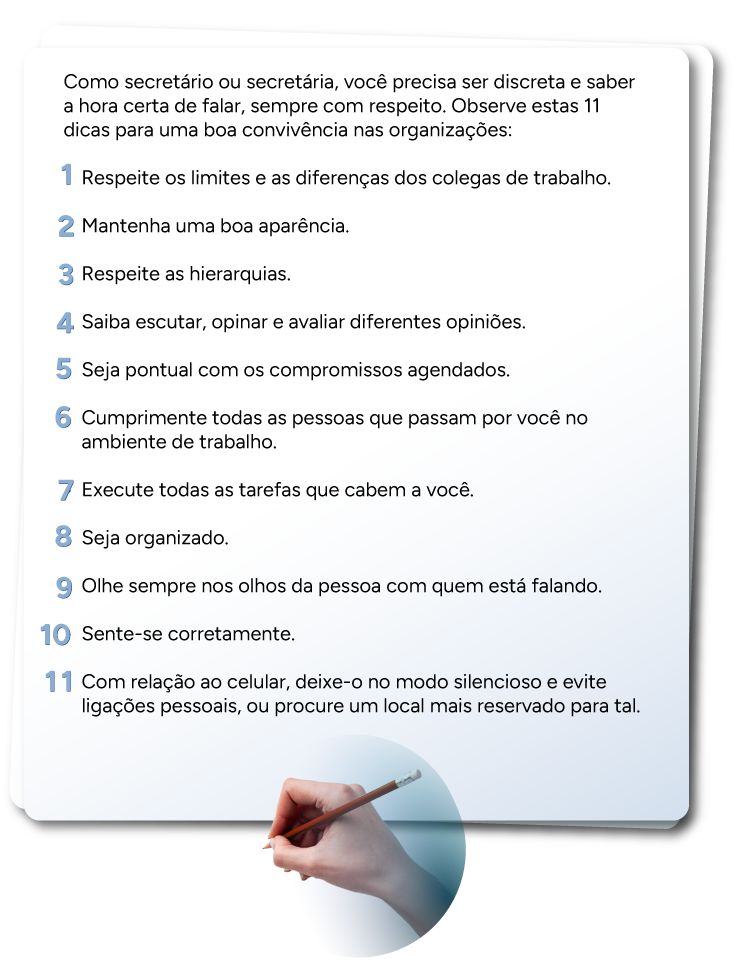 Como secretário ou secretária, você precisa ser discreta e saber
a hora certa de falar, sempre com respeito. Observe estas 11
dicas para uma boa convivência nas organizações:
1 Respeite os limites e as diferenças dos colegas de trabalho.
2 Mantenha uma boa aparência.
3 Respeite as hierarquias.
4 Saiba escutar, opinar e avaliar diferentes opiniões.
5 Seja pontual com os compromissos agendados.
6 Cumprimente todas as pessoas que passam por você no
ambiente de trabalho.
7 Execute todas as tarefas que cabem a você.
8 Seja organizado.
9 Olhe sempre nos olhos da pessoa com quem está falando.
10 Sente-se corretamente.
11 Com relação ao celular, deixe-o no modo silencioso e evite
ligações pessoais, ou procure um local mais reservado para tal.